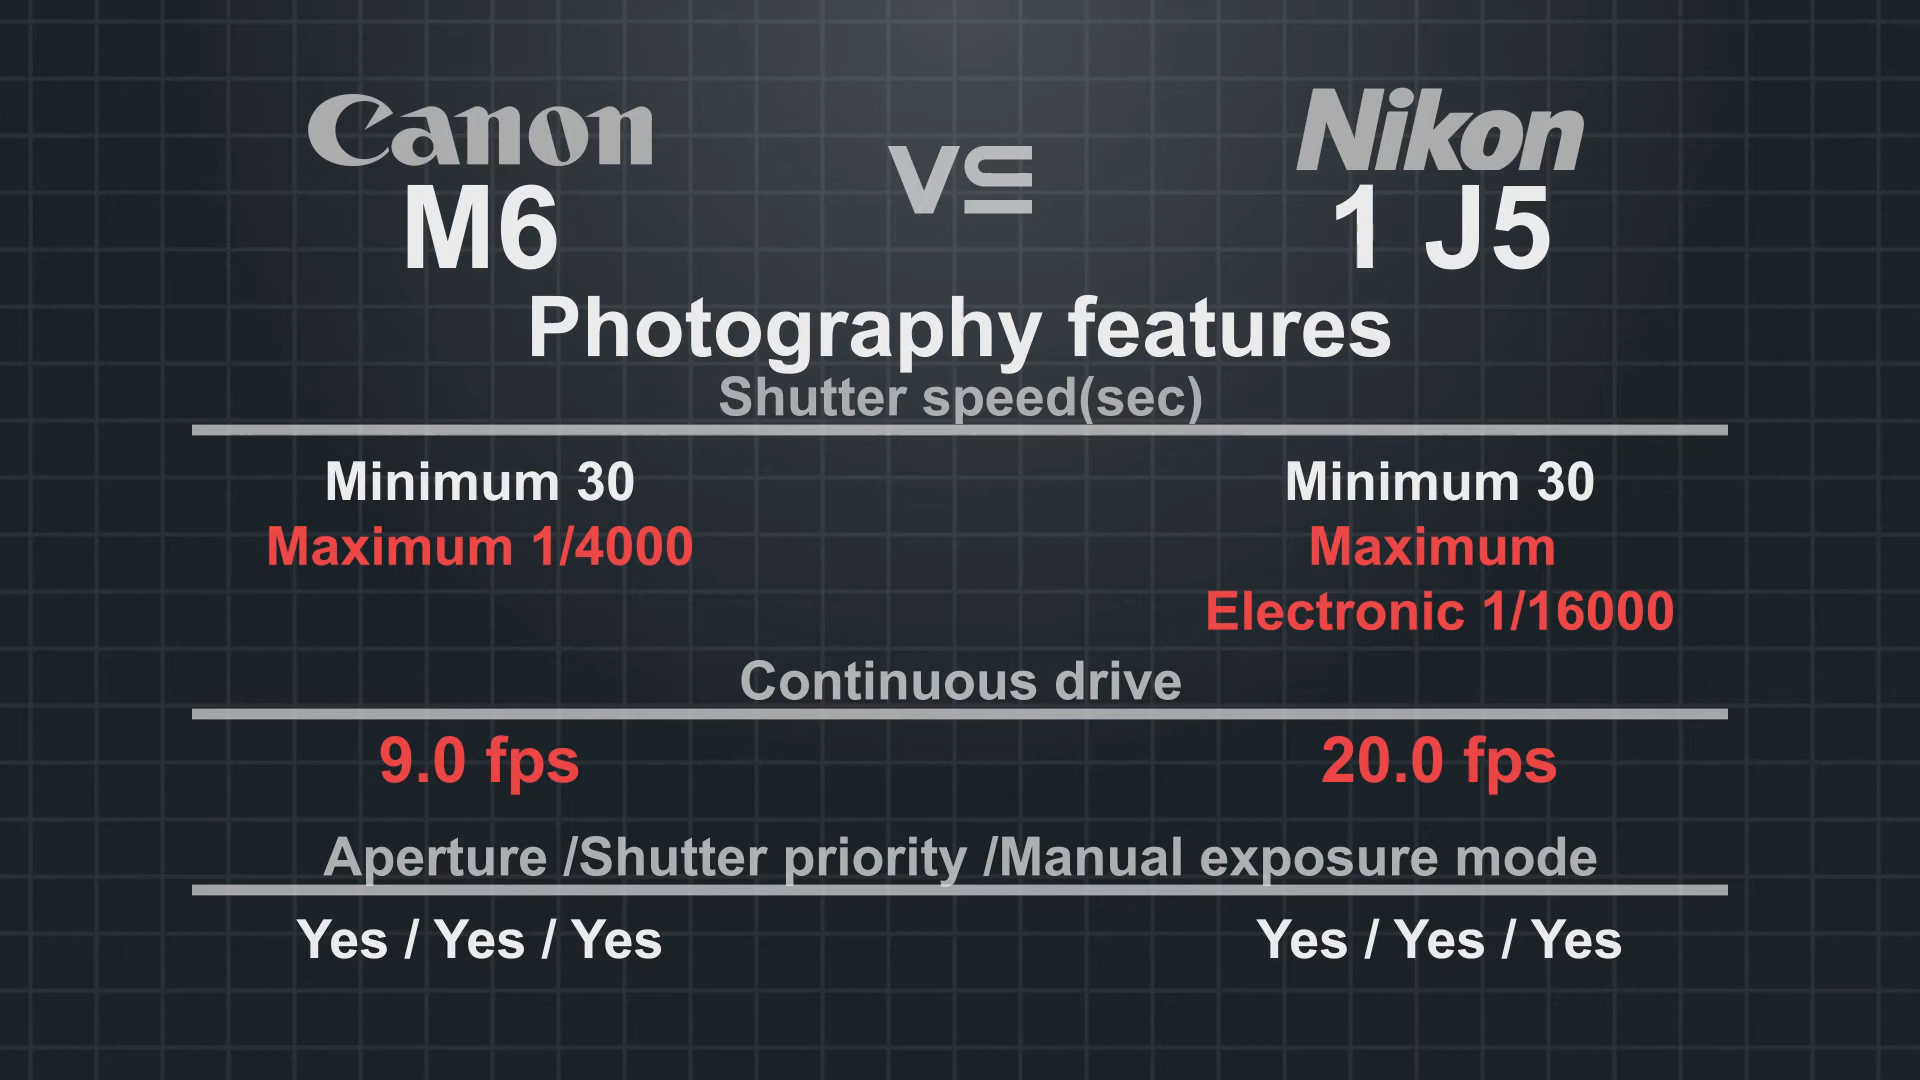 Canon VS Nikon
M6 1 J5
Photography features
Shutter speed(sec)
Minimum 30 Minimum 30
Maximum 1/4000 Maximum
Electronic 1/16000
Continuous drive
9.0 fps 20.0 fps
Aperture /Shutter priority /Manual exposure mode
Yes / Yes / Yes Yes / Yes / Yes